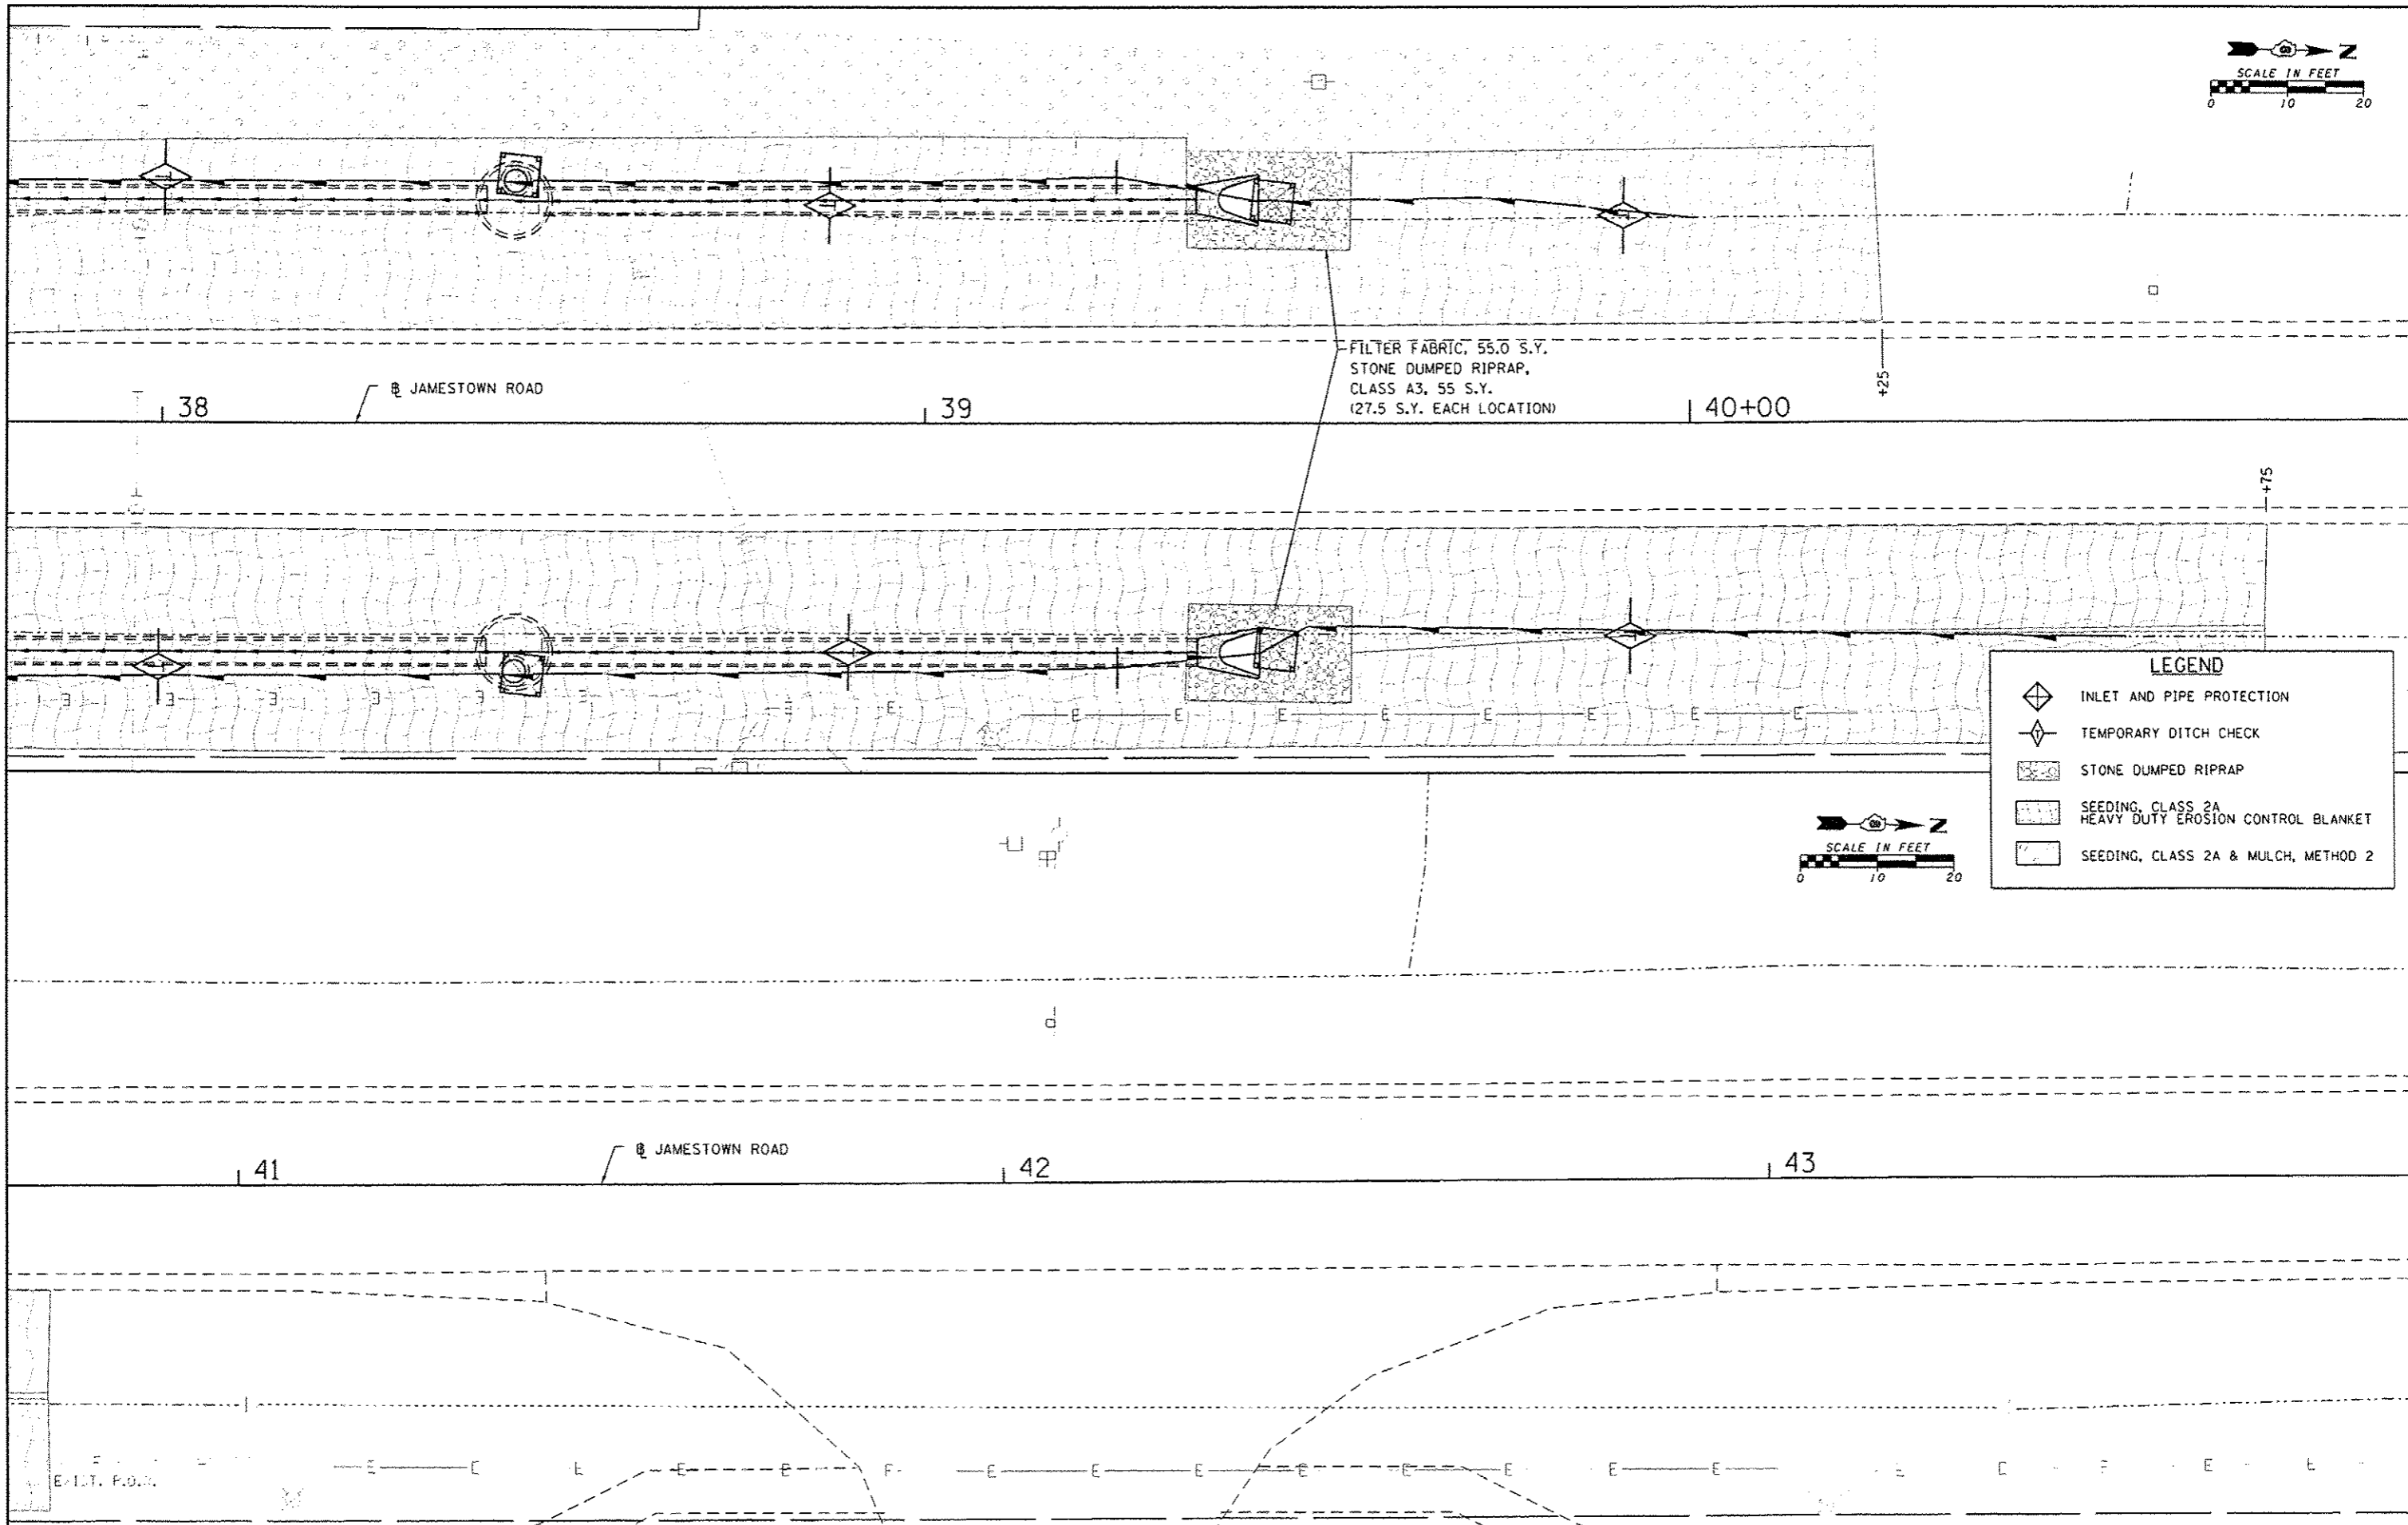 N
SCALE IN FEET
0 10 20
FILTER FABRIC, 55.0 S.Y.
STONE DUMPED RIPRAP,
CLASS A3, 55 S.Y.
(27.5 S.Y. EACH LOCATION)
+25
℄ JAMESTOWN ROAD
38 39 40+00
+75
E E E E E E
E E
E E E E E E E E
LEGEND
INLET AND PIPE PROTECTION
T TEMPORARY DITCH CHECK
STONE DUMPED RIPRAP
SEEDING, CLASS 2A
HEAVY DUTY EROSION CONTROL BLANKET
SEEDING, CLASS 2A & MULCH, METHOD 2
N
SCALE IN FEET
0 10 20
℄ JAMESTOWN ROAD
41 42 43
E E E E E E E E E E E E E E E E E